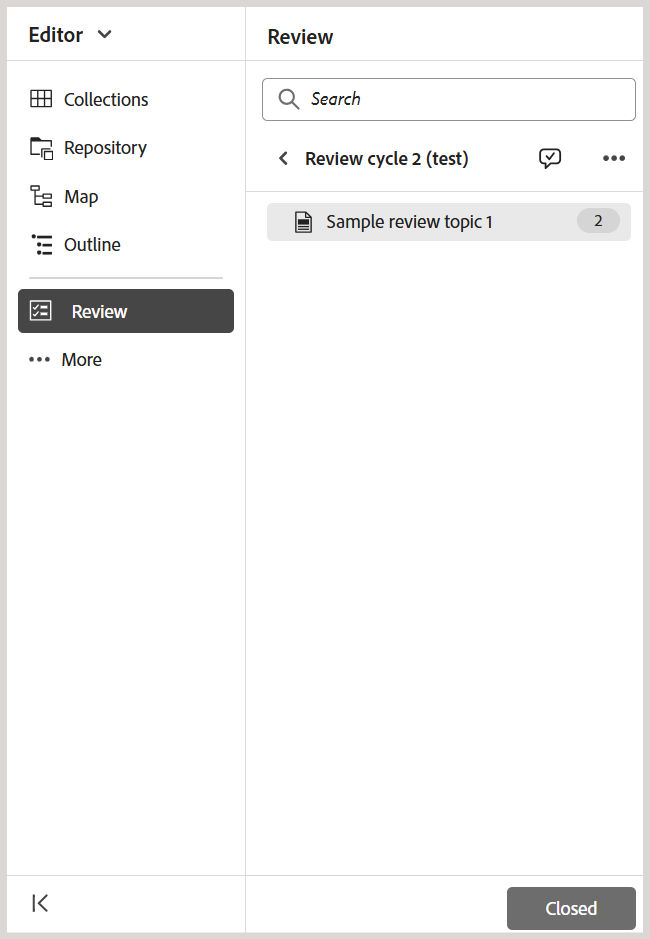 Editor
Collections
Repository
Map
Outline
Review
More
Review
Search
Review cycle 2 (test)
Sample review topic 1 2
Closed